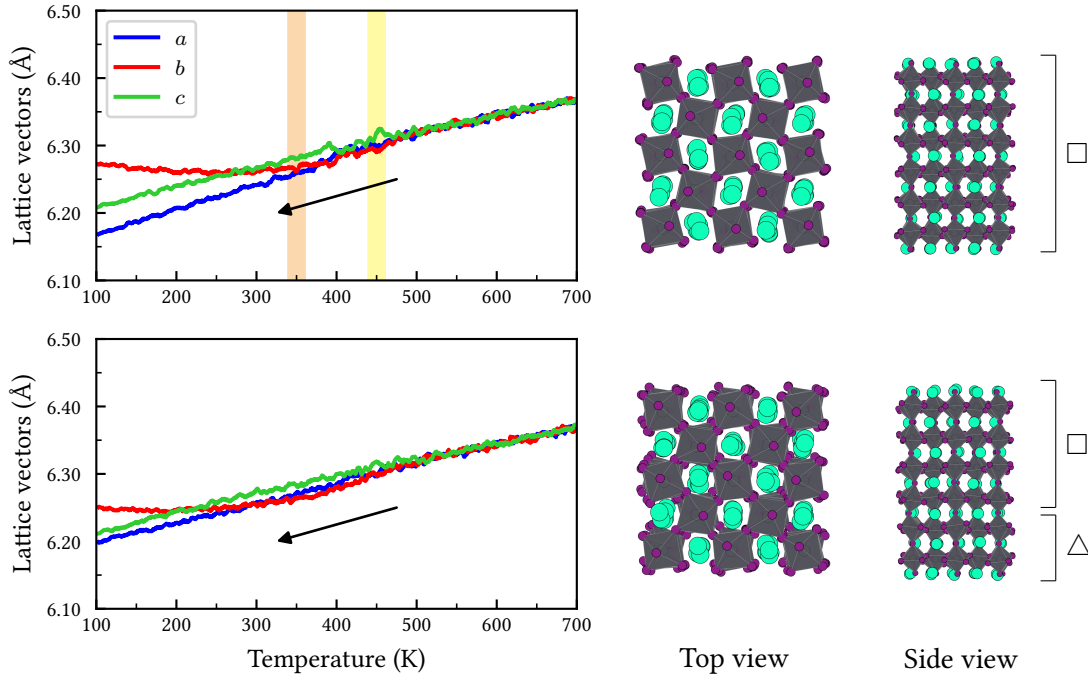 6.50
6.40
6.30
6.20
6.10
Lattice vectors (Å)
a
b
c
100 200 300 400 500 600 700
□
6.50
6.40
6.30
6.20
6.10
Lattice vectors (Å)
100 200 300 400 500 600 700
Temperature (K)
□
△
Top view
Side view